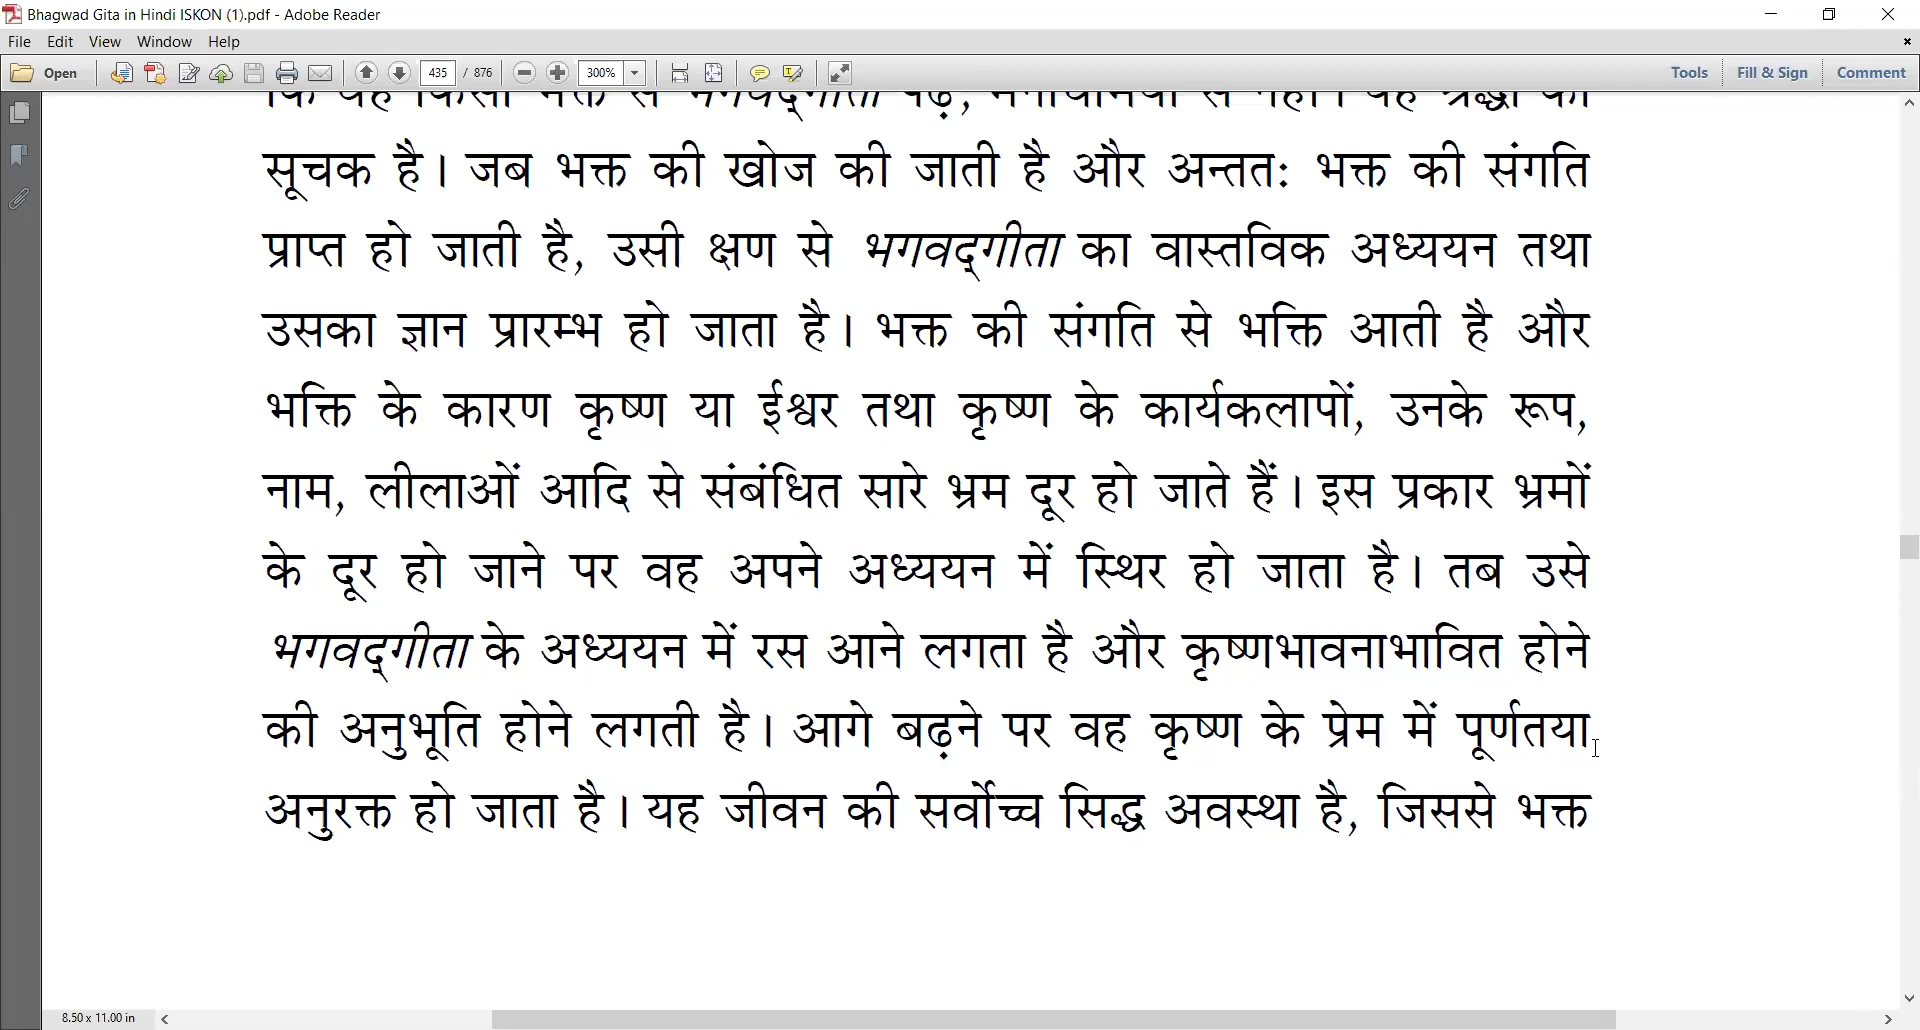 Bhagwad Gita in Hindi ISKON (1).pdf - Adobe Reader
File Edit View Window Help
Open 435 / 876 300% Tools Fill & Sign Comment
सूचक है। जब भक्त की खोज की जाती है और अन्ततः भक्त की संगति
प्राप्त हो जाती है, उसी क्षण से भगवद्गीता का वास्तविक अध्ययन तथा
उसका ज्ञान प्रारम्भ हो जाता है। भक्त की संगति से भक्ति आती है और
भक्ति के कारण कृष्ण या ईश्वर तथा कृष्ण के कार्यकलापों, उनके रूप,
नाम, लीलाओं आदि से संबंधित सारे भ्रम दूर हो जाते हैं। इस प्रकार भ्रमों
के दूर हो जाने पर वह अपने अध्ययन में स्थिर हो जाता है। तब उसे
भगवद्गीता के अध्ययन में रस आने लगता है और कृष्णभावनाभावित होने
की अनुभूति होने लगती है। आगे बढ़ने पर वह कृष्ण के प्रेम में पूर्णतया
अनुरक्त हो जाता है। यह जीवन की सर्वोच्च सिद्ध अवस्था है, जिससे भक्त
8.50 x 11.00 in